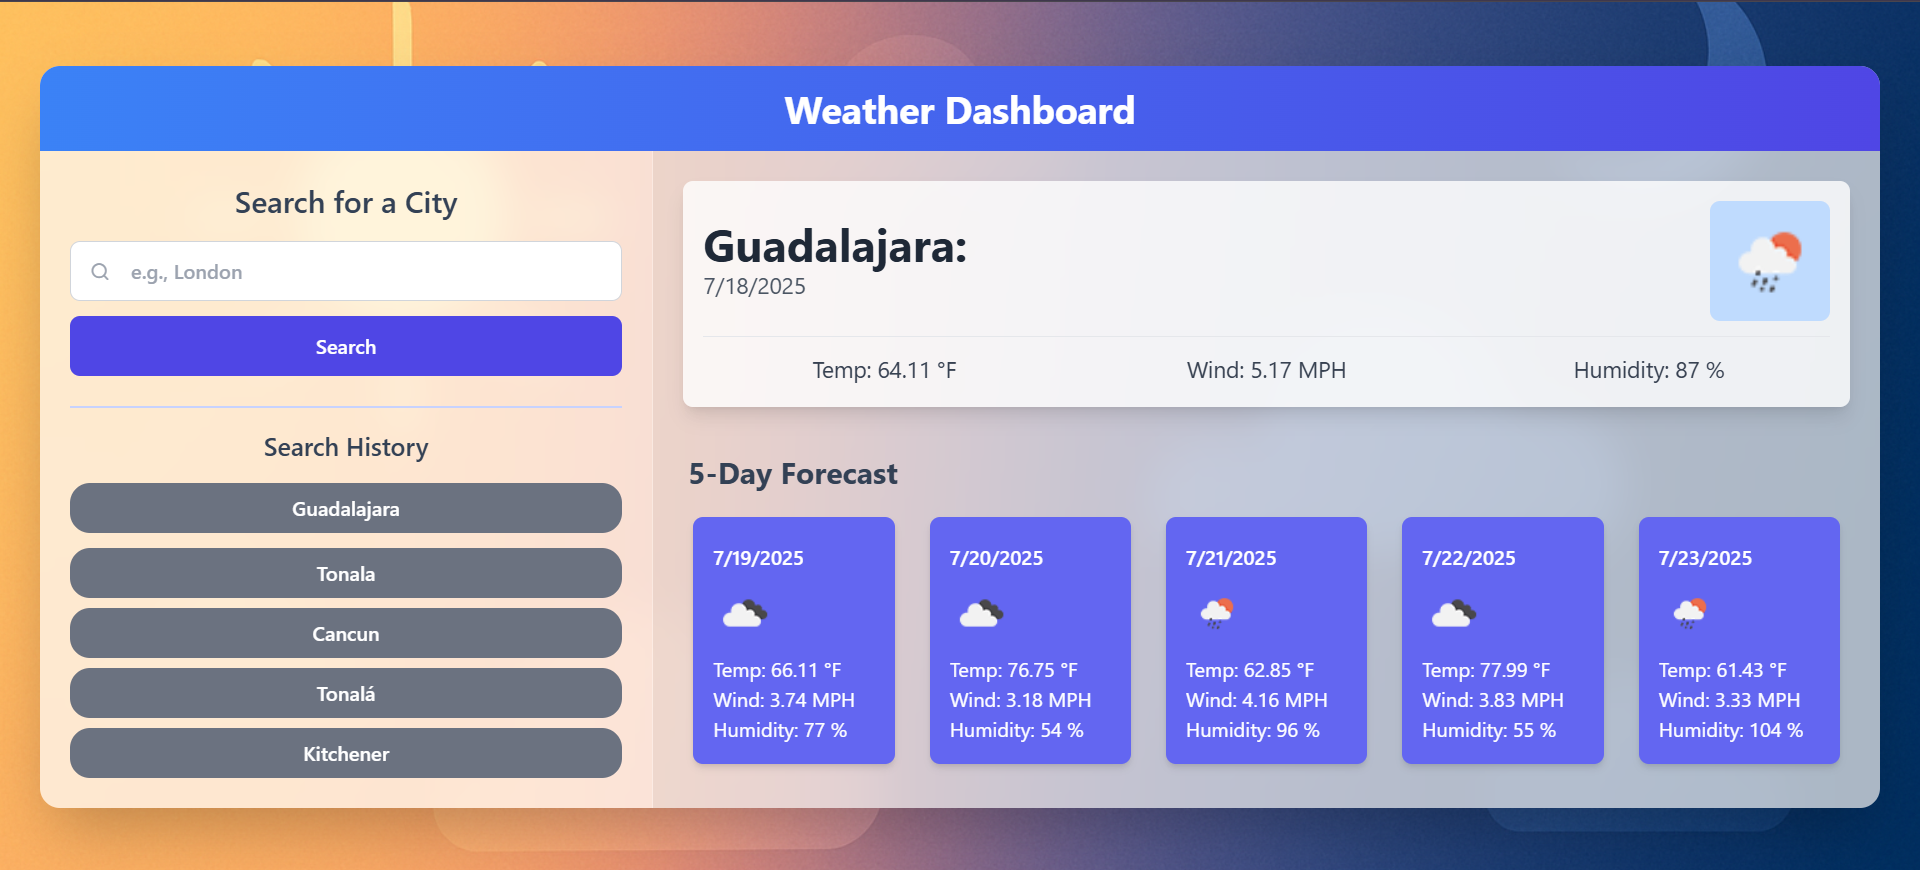 Weather Dashboard
Search for a City
e.g., London
Search
Search History
Guadalajara
Tonala
Cancun
Tonalá
Kitchener
Guadalajara:
7/18/2025
Temp: 64.11 °F
Wind: 5.17 MPH
Humidity: 87 %
5-Day Forecast
7/19/2025
Temp: 66.11 °F
Wind: 3.74 MPH
Humidity: 77 %
7/20/2025
Temp: 76.75 °F
Wind: 3.18 MPH
Humidity: 54 %
7/21/2025
Temp: 62.85 °F
Wind: 4.16 MPH
Humidity: 96 %
7/22/2025
Temp: 77.99 °F
Wind: 3.83 MPH
Humidity: 55 %
7/23/2025
Temp: 61.43 °F
Wind: 3.33 MPH
Humidity: 104 %